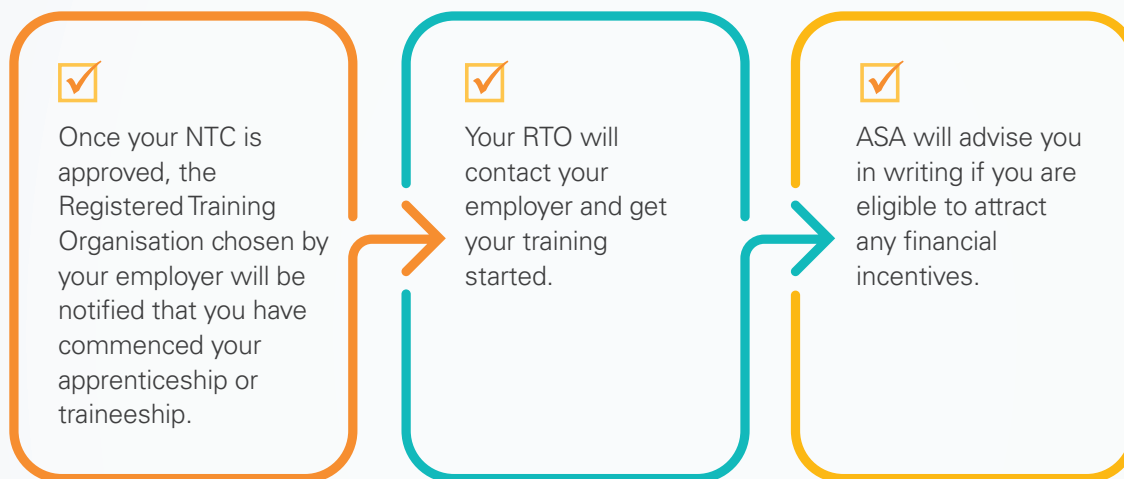 Once your NTC is
approved, the
Registered Training
Organisation chosen by
your employer will be
notified that you have
commenced your
apprenticeship or
traineeship.
Your RTO will
contact your
employer and get
your training
started.
ASA will advise you
in writing if you are
eligible to attract
any financial
incentives.